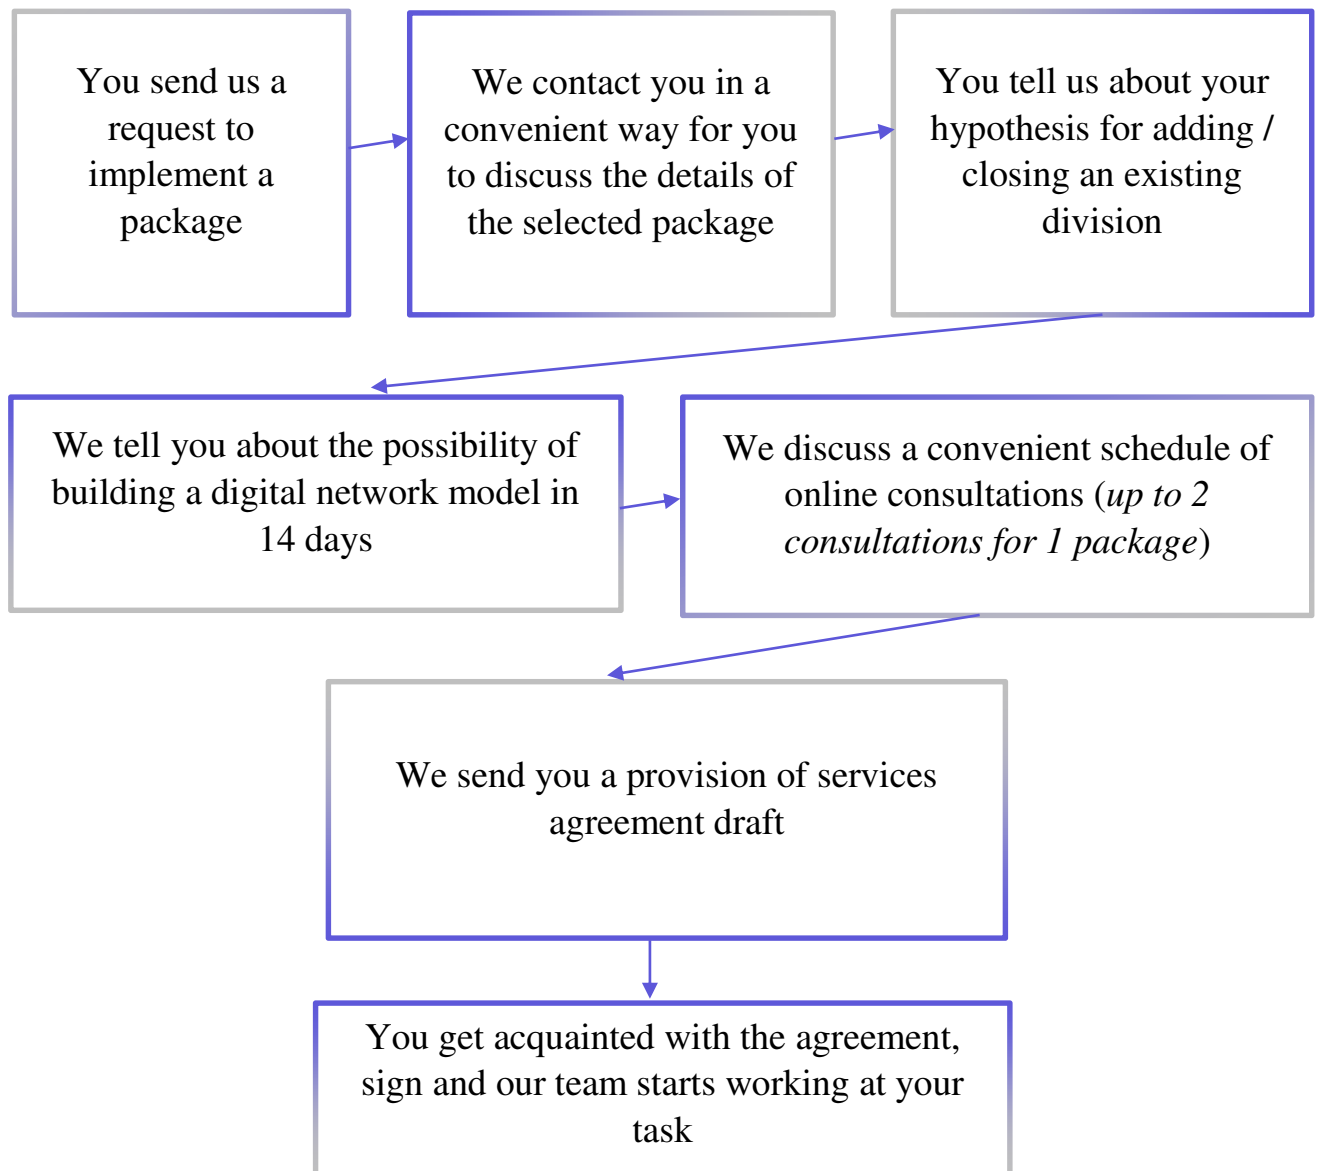 You send us a
request to
implement a
package
We contact you in a
convenient way for you
to discuss the details of
the selected package
You tell us about your
hypothesis for adding /
closing an existing
division
We tell you about the possibility of
building a digital network model in
14 days
We discuss a convenient schedule of
online consultations (up to 2
consultations for 1 package)
We send you a provision of services
agreement draft
You get acquainted with the agreement,
sign and our team starts working at your
task